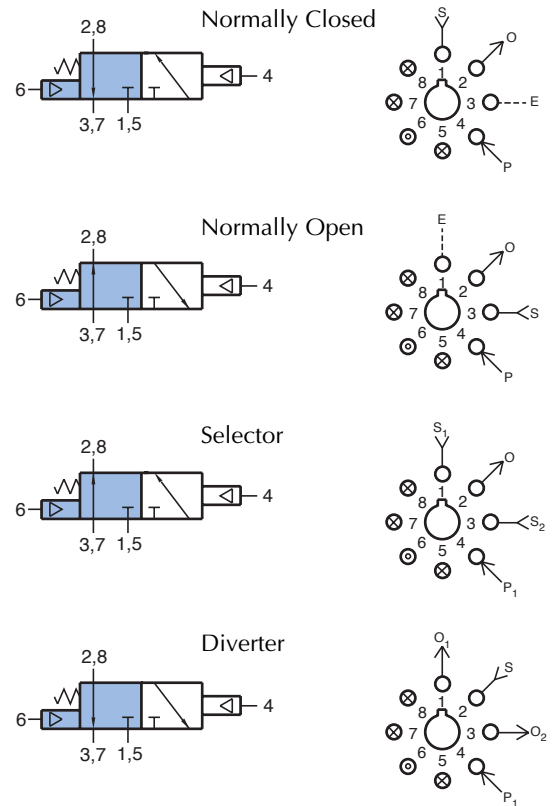 Normally Closed
2,8
6
4
3,7 1,5
S
O
1
8 2
7 3 E
6 4
5
P
Normally Open
2,8
6
4
3,7 1,5
E
O
1
8 2
7 3 S
6 4
5
P
Selector
2,8
6
4
3,7 1,5
S1
O
1
8 2
7 3 S2
6 4
5
P1
Diverter
2,8
6
4
3,7 1,5
O1
S
1
8 2
7 3 O2
6 4
5
P1